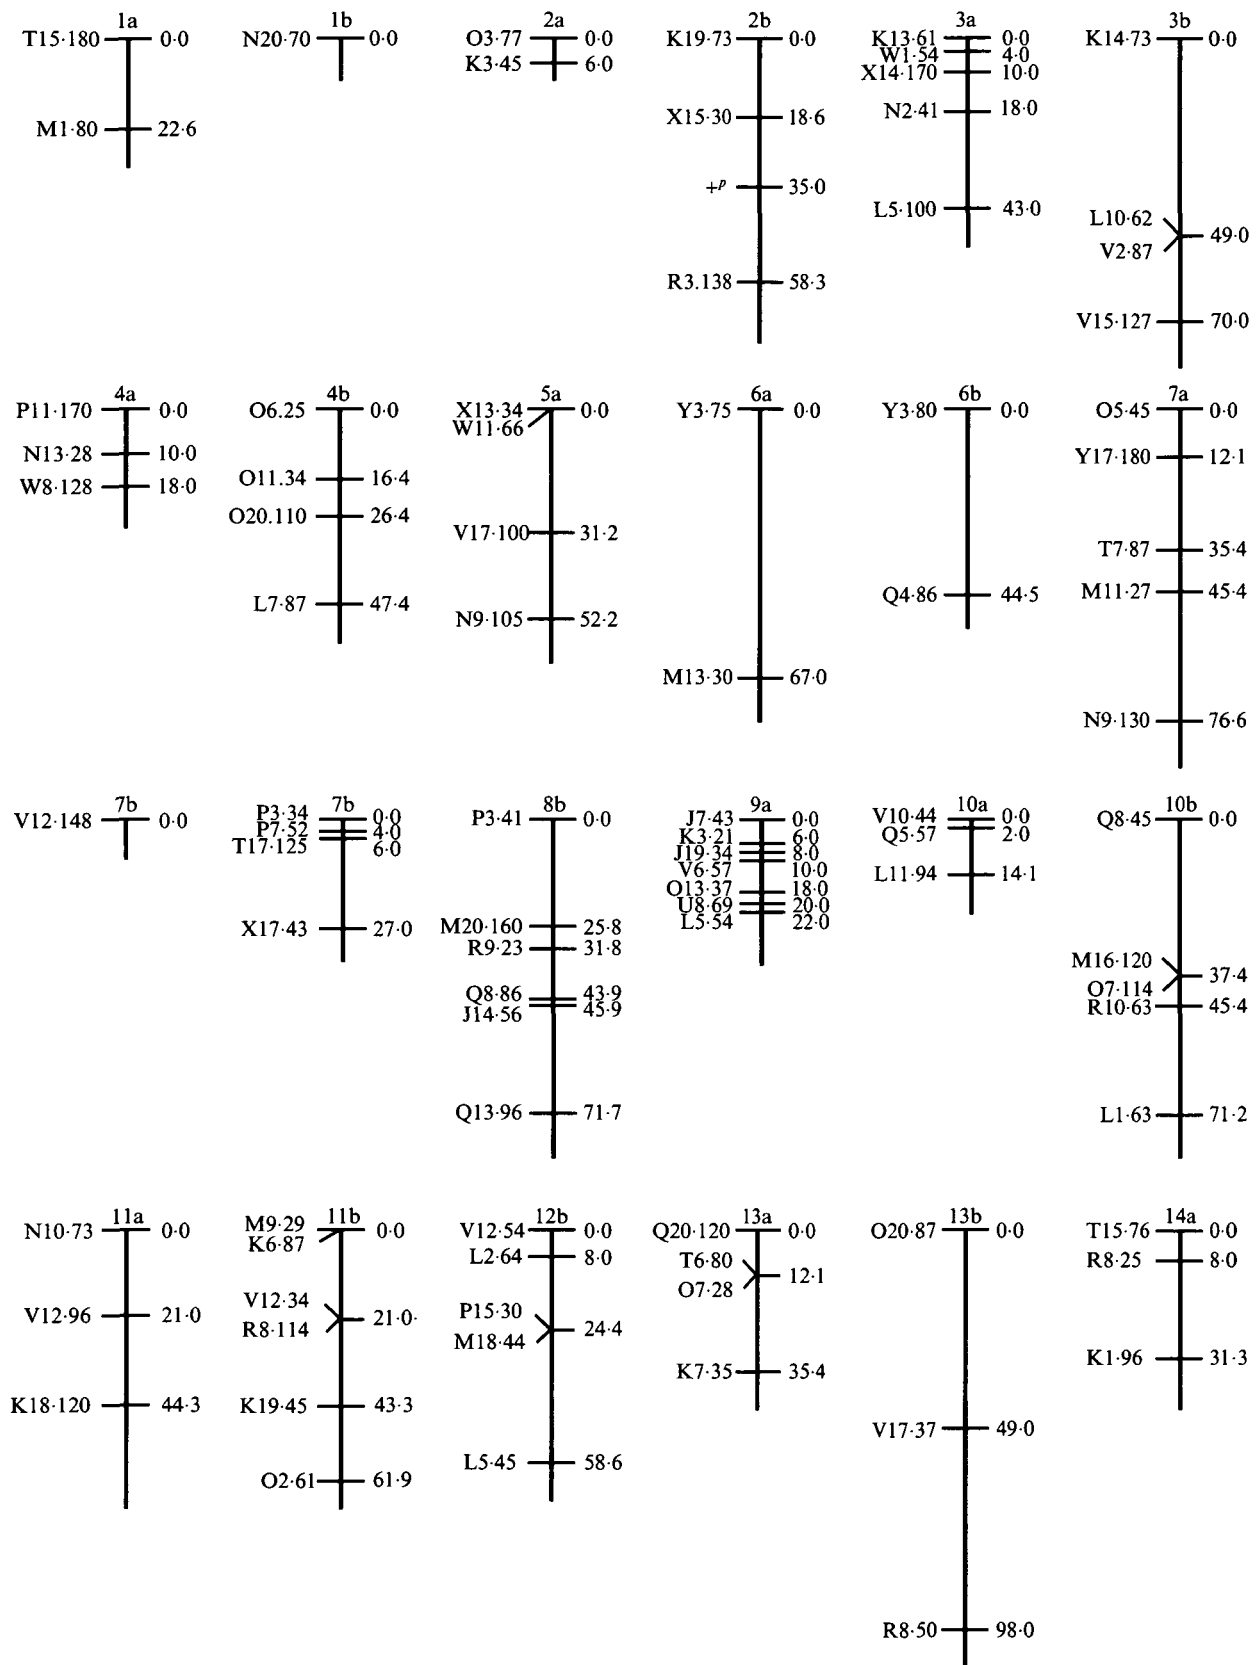 1a
T15·180 0·0
M1·80 22·6
1b
N20·70 0·0
2a
O3·77 0·0
K3·45 6·0
2b
K19·73 0·0
X15·30 18·6
+p 35·0
R3.138 58·3
3a
K13·61 0·0
W1·54 4·0
X14·170 10·0
N2·41 18·0
L5·100 43·0
3b
K14·73 0·0
L10·62
V2·87
49·0
V15·127 70·0
4a
P11·170 0·0
N13·28 10·0
W8·128 18·0
4b
O6.25 0·0
O11.34 16·4
O20.110 26·4
L7·87 47·4
5a
X13·34 0·0
W11·66
V17·100 31·2
N9·105 52·2
6a
Y3·75 0·0
M13·30 67·0
6b
Y3·80 0·0
Q4·86 44·5
7a
O5·45 0·0
Y17·180 12·1
T7·87 35·4
M11·27 45·4
N9·130 76·6
7b
V12·148 0·0
7b
P3·34 0·0
P7·52 4·0
T17·125 6·0
X17·43 27·0
8b
P3·41 0·0
M20·160 25·8
R9·23 31·8
Q8·86 43·9
J14·56 45·9
Q13·96 71·7
9a
J7·43 0·0
K3·21 6·0
J19·34 8·0
V6·57 10·0
O13·37 18·0
U8·69 20·0
L5·54 22·0
10a
V10·44 0·0
Q5·57 2·0
L11·94 14·1
10b
Q8·45 0·0
M16·120
O7·114
37·4
R10·63 45·4
L1·63 71·2
11a
N10·73 0·0
V12·96 21·0
K18·120 44·3
11b
M9·29 0·0
K6·87
V12·34
R8·114
21·0·
K19·45 43·3
O2·61 61·9
12b
V12·54 0·0
L2·64 8·0
P15·30
M18·44
24·4
L5·45 58·6
13a
Q20·120 0·0
T6·80
O7·28
12·1
K7·35 35·4
13b
O20·87 0·0
V17·37 49·0
R8·50 98·0
14a
T15·76 0·0
R8·25 8·0
K1·96 31·3